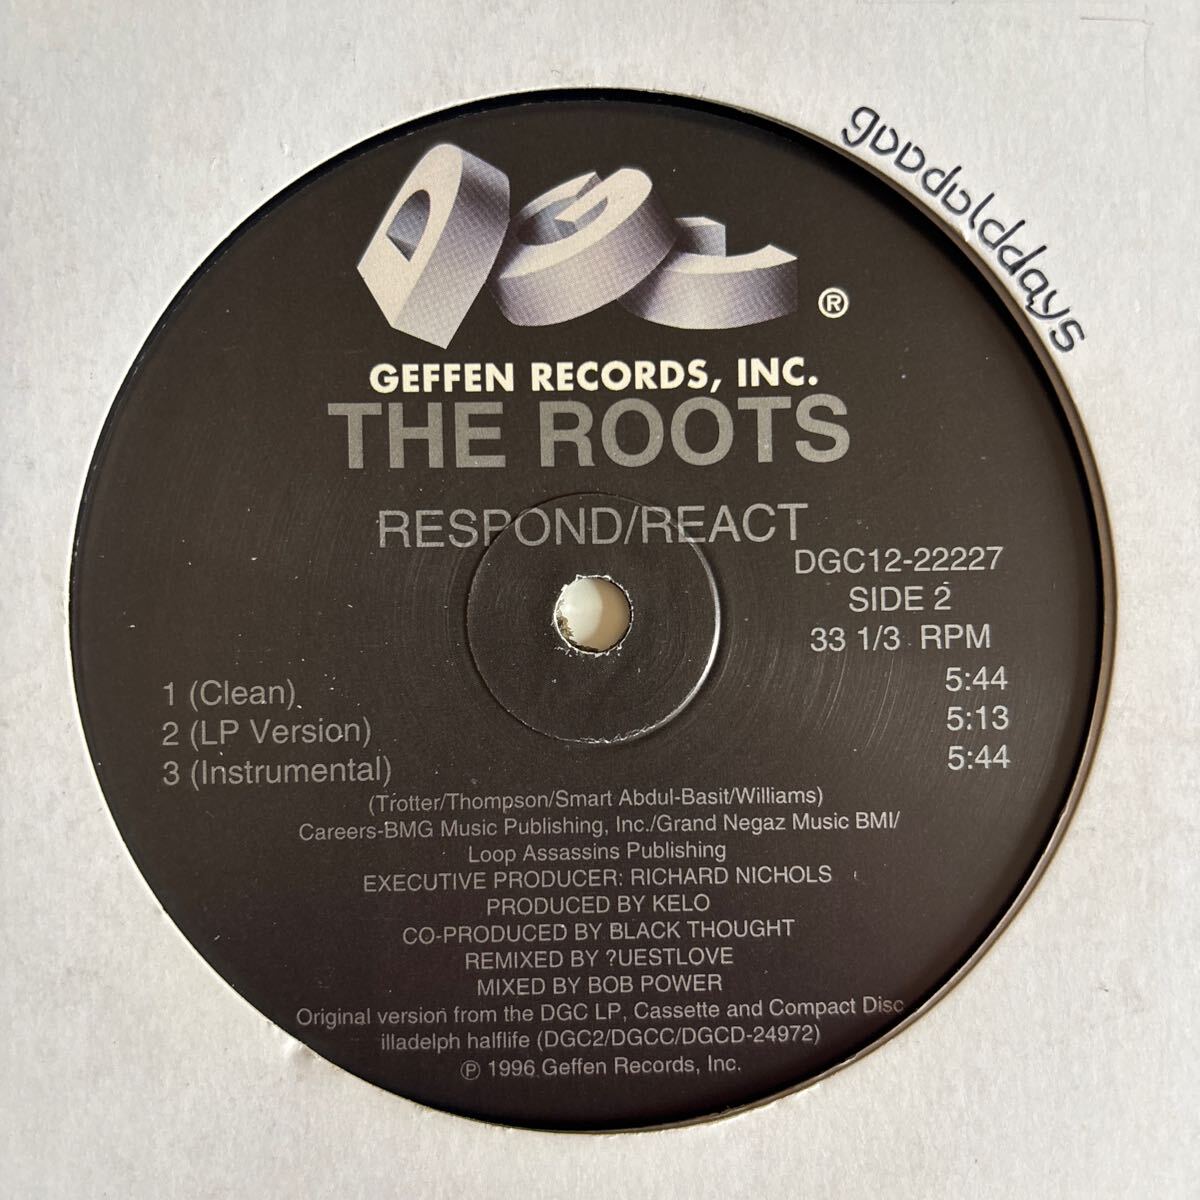 goodolddays
DGC®
GEFFEN RECORDS, INC.
THE ROOTS
RESPOND/REACT
DGC12-22227
SIDE 2
33 1/3 RPM
1 (Clean) 5:44
2 (LP Version) 5:13
3 (Instrumental) 5:44
(Trotter/Thompson/Smart Abdul-Basit/Williams)
Careers-BMG Music Publishing, Inc./Grand Negaz Music BMI/
Loop Assassins Publishing
EXECUTIVE PRODUCER: RICHARD NICHOLS
PRODUCED BY KELO
CO-PRODUCED BY BLACK THOUGHT
REMIXED BY ?UESTLOVE
MIXED BY BOB POWER
Original version from the DGC LP, Cassette and Compact Disc
illadelph halflife (DGC2/DGCC/DGCD-24972)
℗ 1996 Geffen Records, Inc.